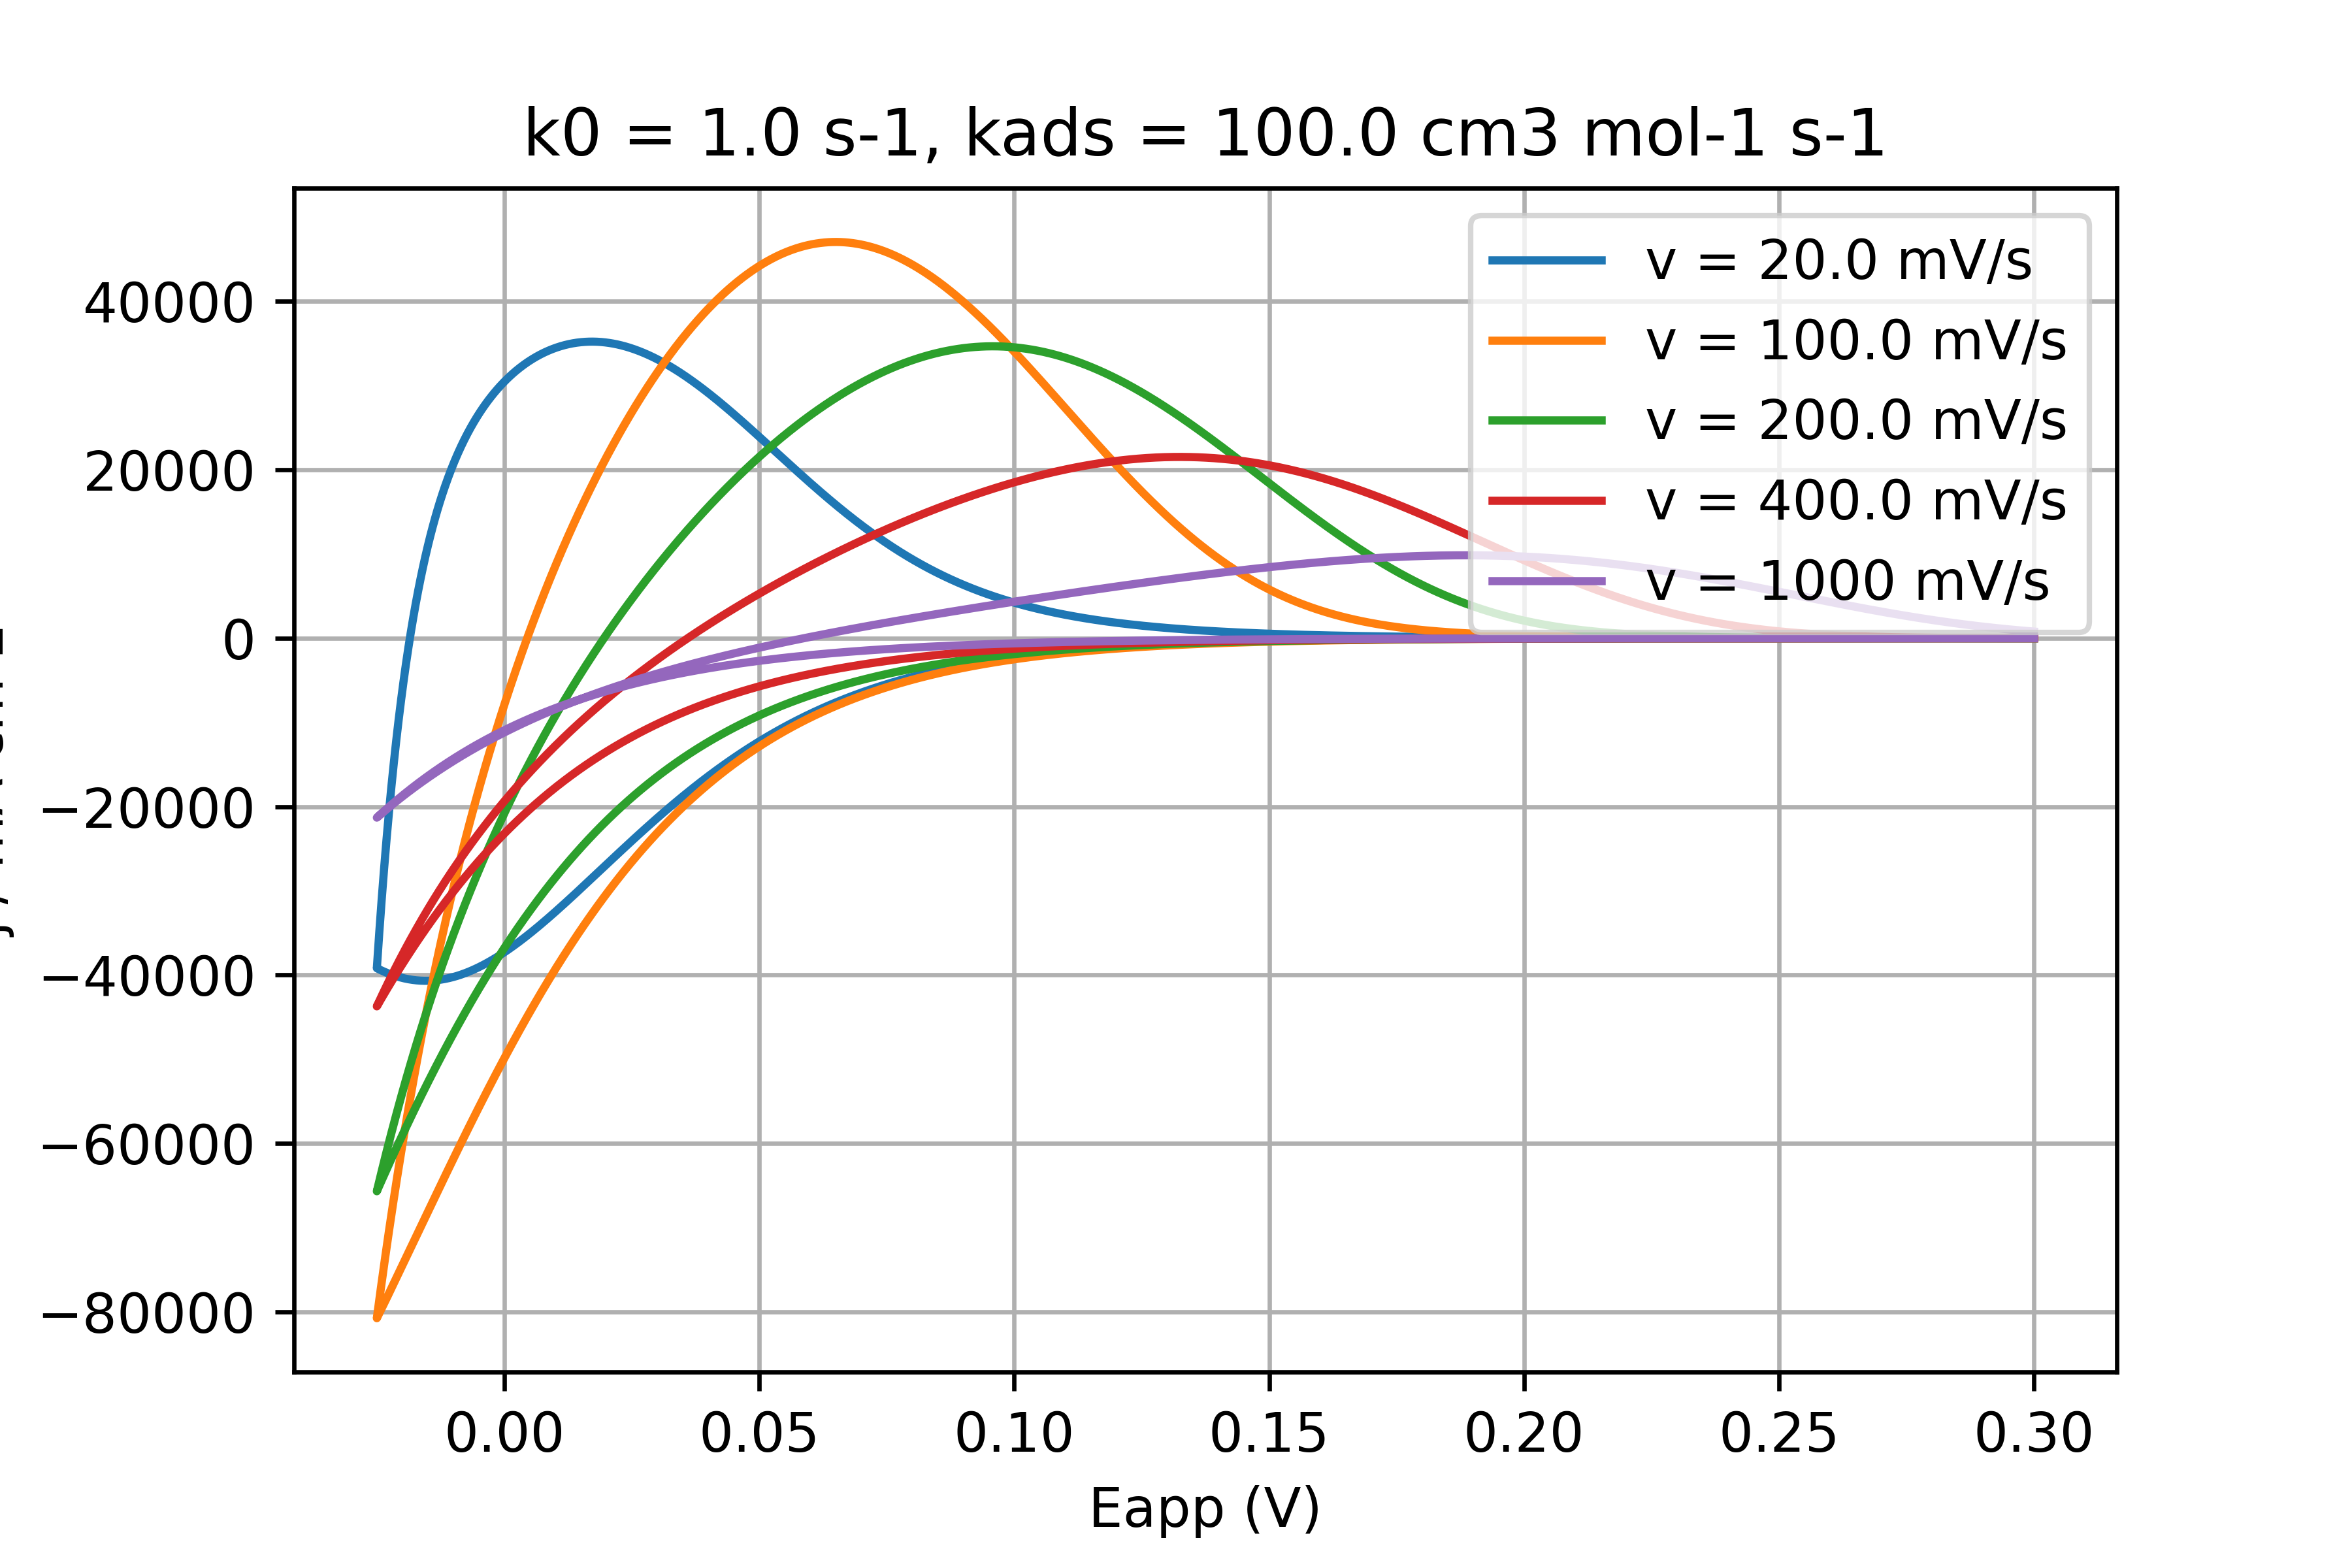 k0 = 1.0 s-1, kads = 100.0 cm3 mol-1 s-1
v = 20.0 mV/s
v = 100.0 mV/s
v = 200.0 mV/s
v = 400.0 mV/s
v = 1000 mV/s
40000
20000
0
−20000
−40000
−60000
−80000
0.00 0.05 0.10 0.15 0.20 0.25 0.30
Eapp (V)